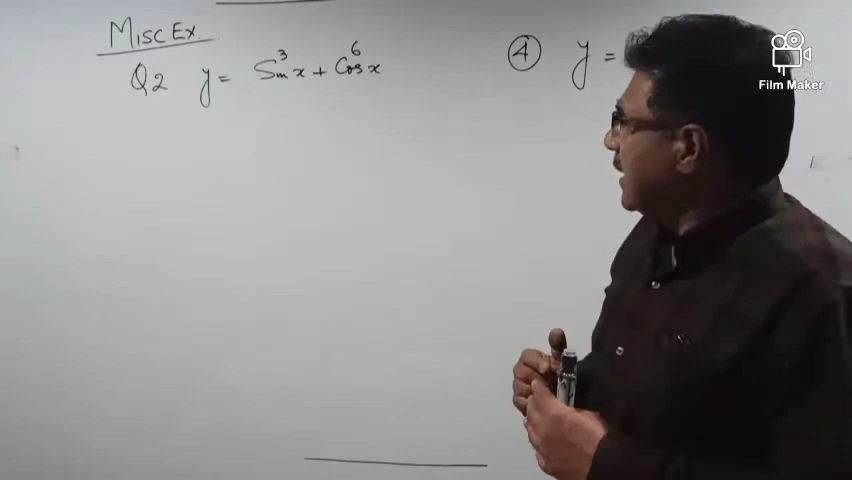 Misc Ex.
Q2 y = Sin³x + Cos⁶x
④ y =
Film Maker